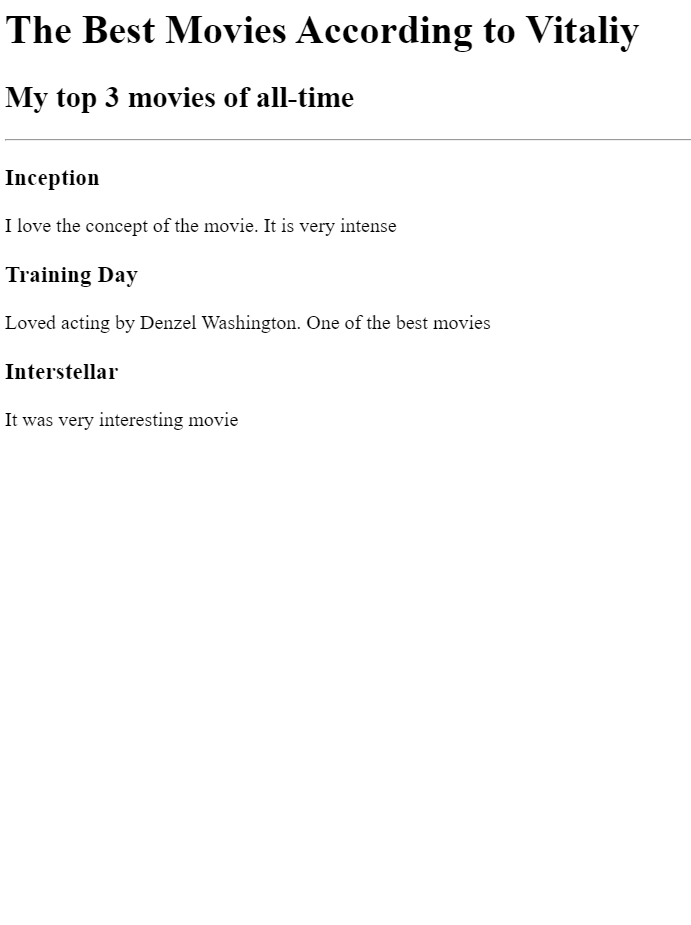 The Best Movies According to Vitaliy
My top 3 movies of all-time
Inception
I love the concept of the movie. It is very intense
Training Day
Loved acting by Denzel Washington. One of the best movies
Interstellar
It was very interesting movie